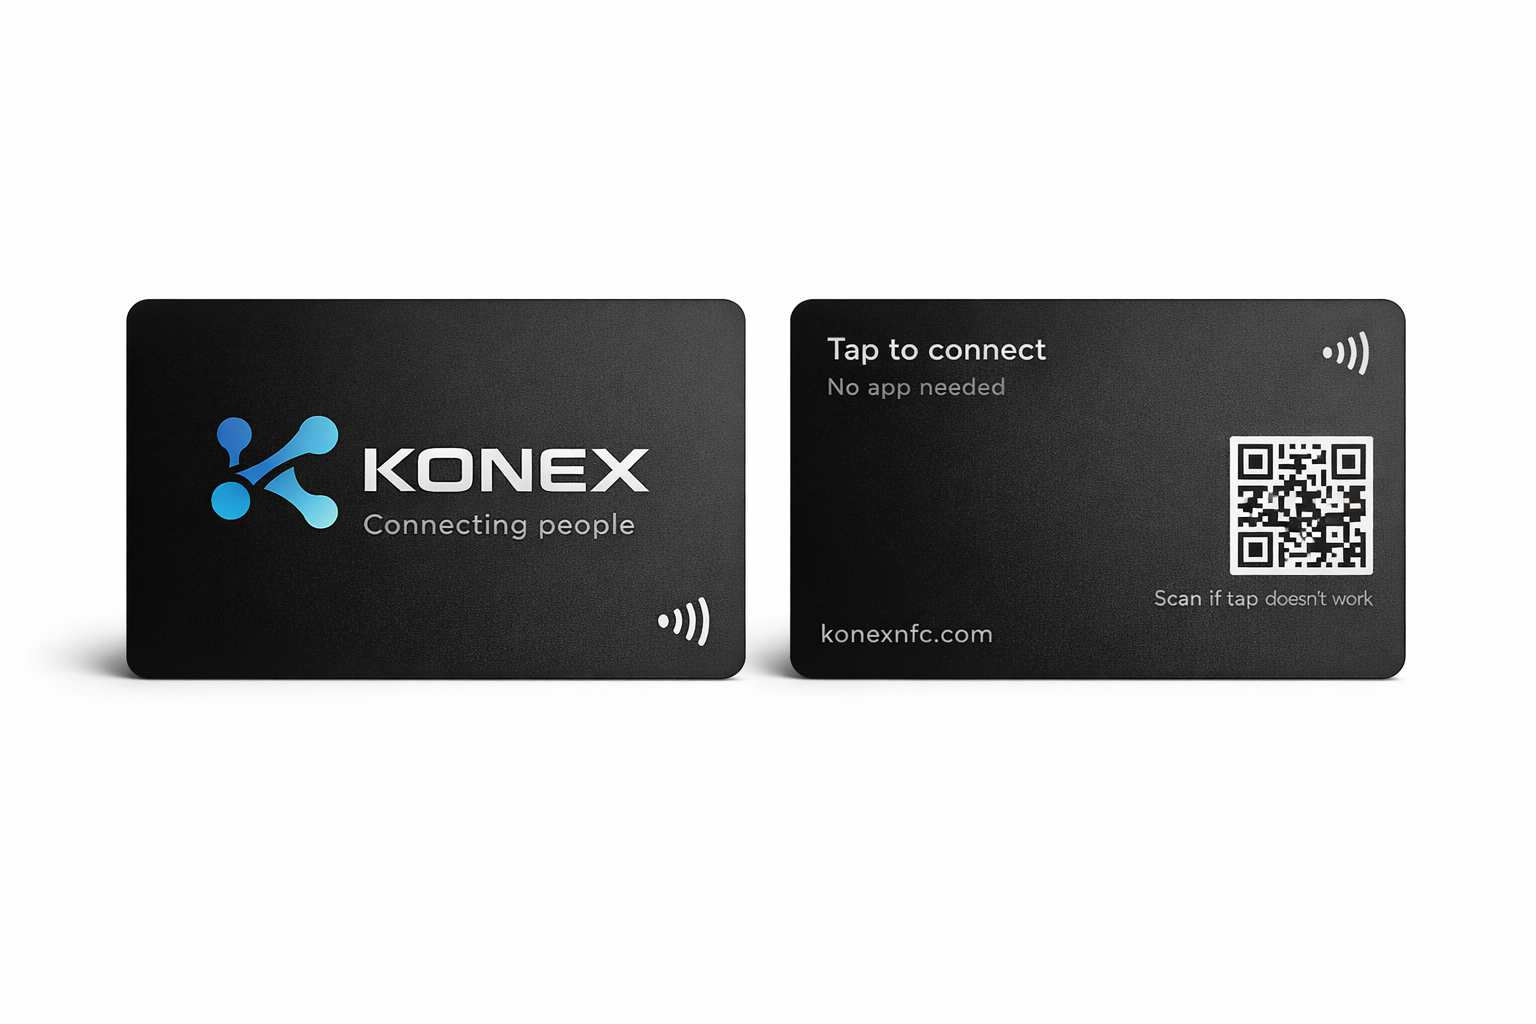 KONEX
Connecting people
Tap to connect
No app needed
Scan if tap doesn't work
konexnfc.com